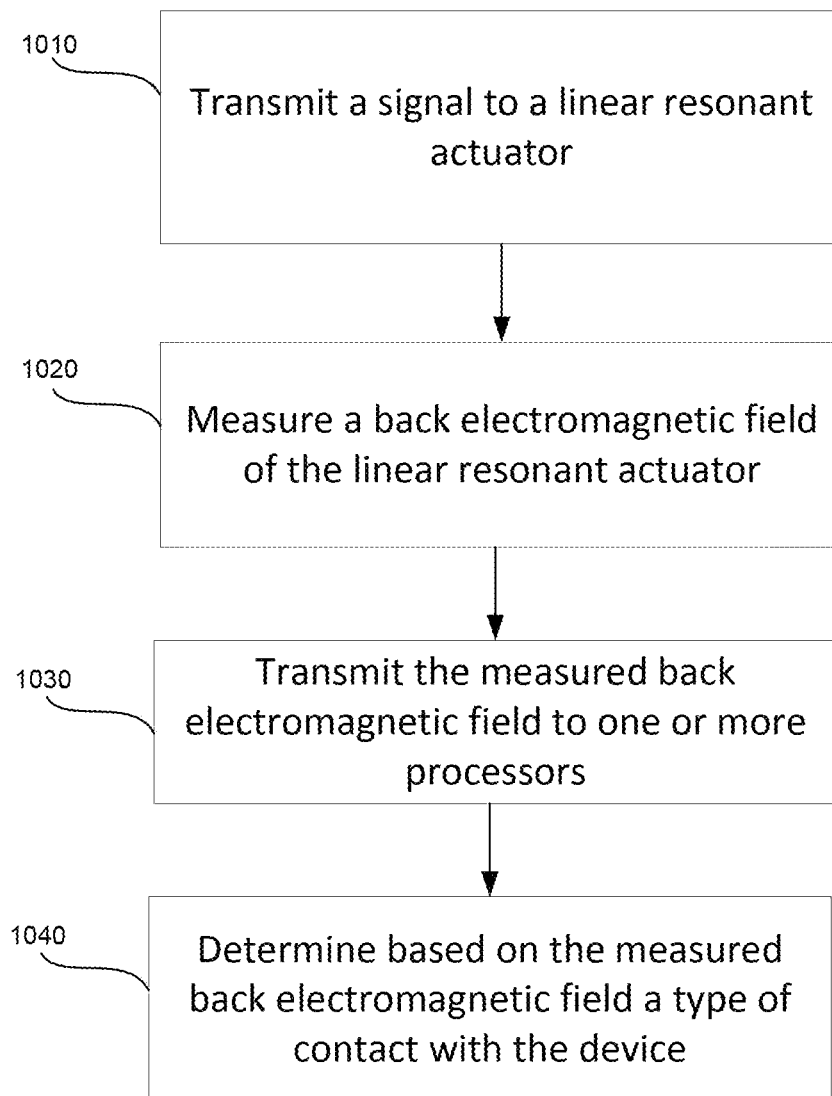 1010
Transmit a signal to a linear resonant
actuator
1020
Measure a back electromagnetic field
of the linear resonant actuator
1030
Transmit the measured back
electromagnetic field to one or more
processors
1040
Determine based on the measured
back electromagnetic field a type of
contact with the device